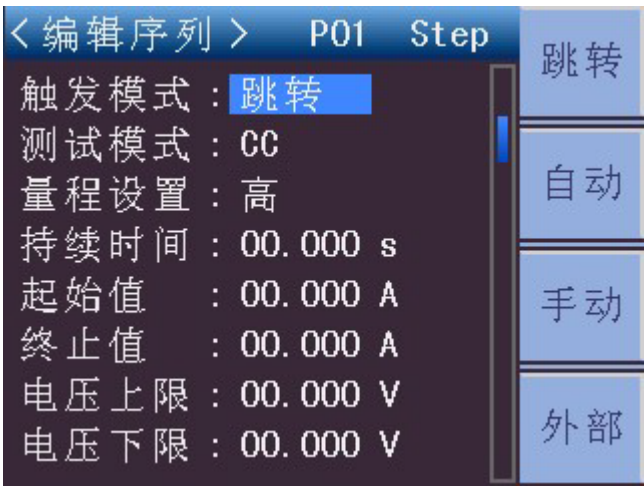 <编辑序列> P01 Step
触发模式:跳转
测试模式:CC
量程设置:高
持续时间:00.000 s
起始值 :00.000 A
终止值 :00.000 A
电压上限:00.000 V
电压下限:00.000 V
跳转
自动
手动
外部